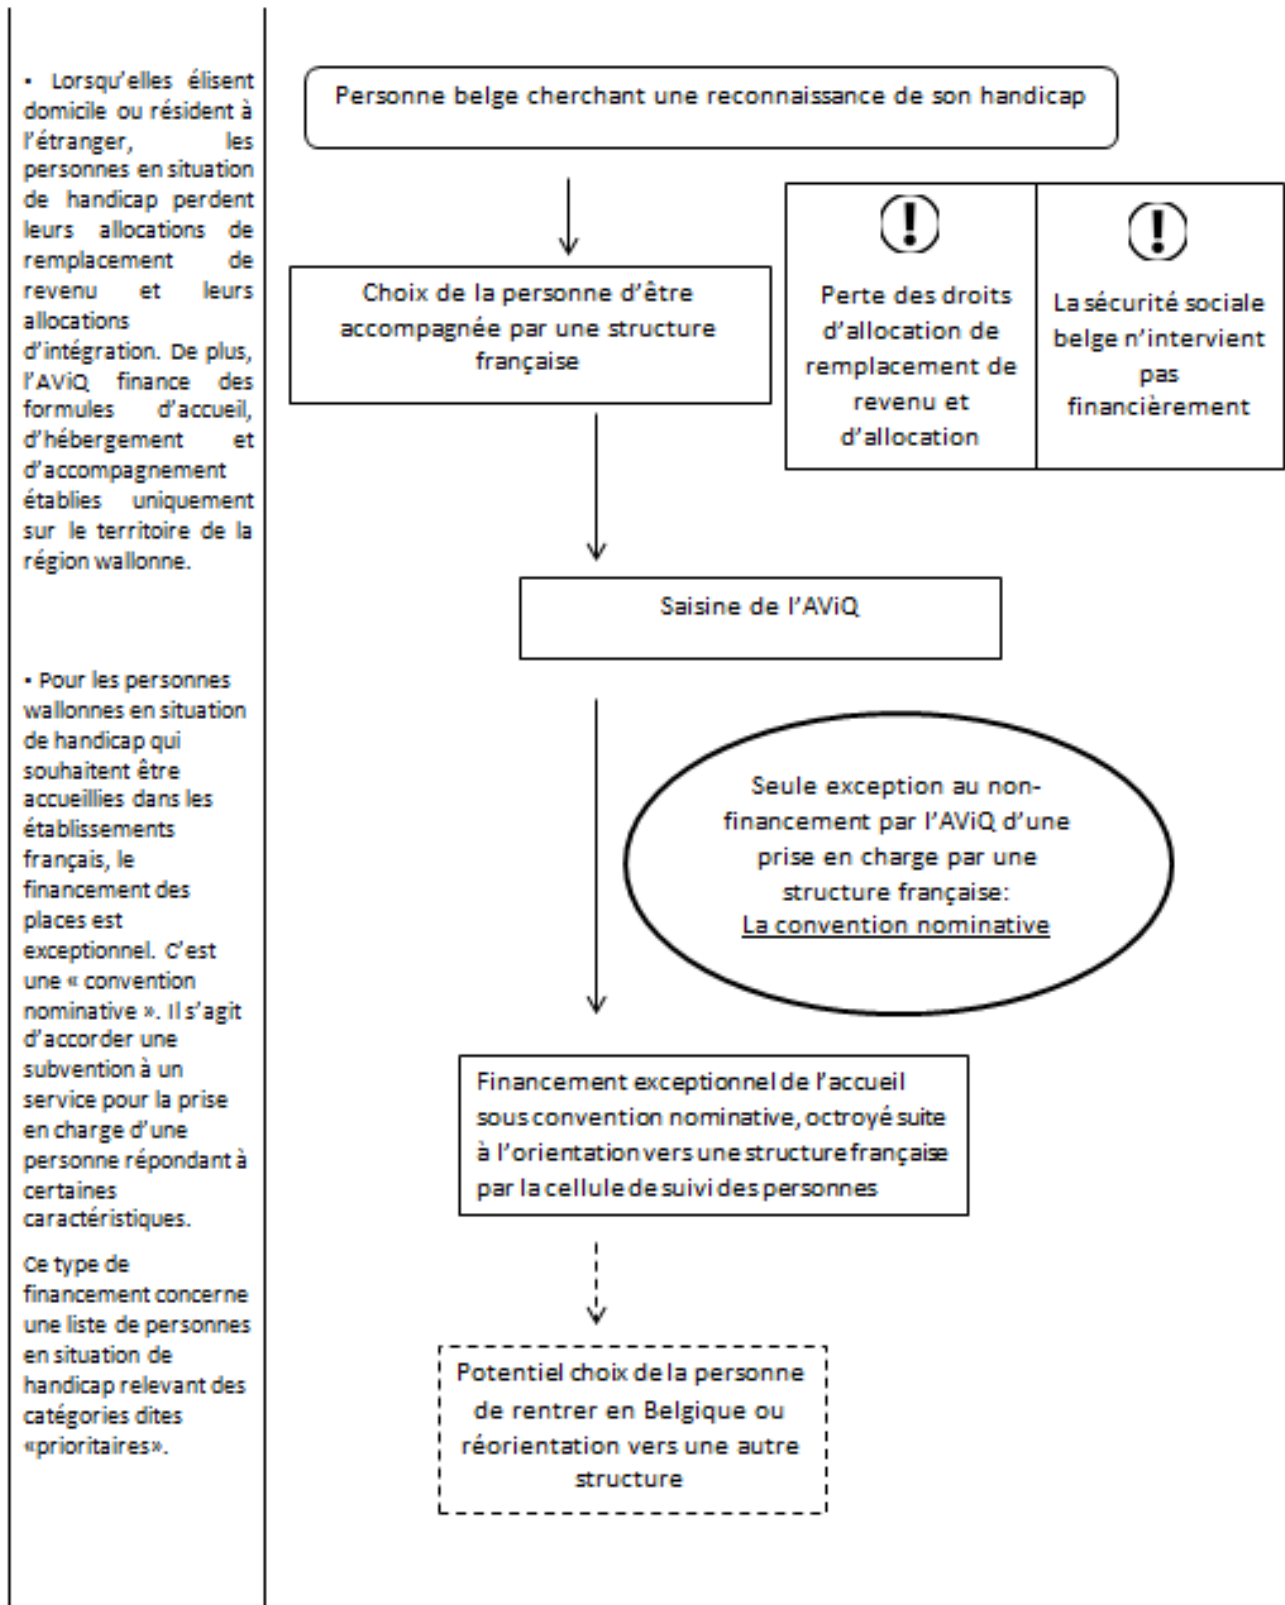 ▪ Lorsqu'elles élisent
domicile ou résident à
l'étranger, les
personnes en situation
de handicap perdent
leurs allocations de
remplacement de
revenu et leurs
allocations
d'intégration. De plus,
l'AViQ finance des
formules d'accueil,
d'hébergement et
d'accompagnement
établies uniquement
sur le territoire de la
région wallonne.
▪ Pour les personnes
wallonnes en situation
de handicap qui
souhaitent être
accueillies dans les
établissements
français, le
financement des
places est
exceptionnel. C'est
une « convention
nominative ». Il s'agit
d'accorder une
subvention à un
service pour la prise
en charge d'une
personne répondant à
certaines
caractéristiques.
Ce type de
financement concerne
une liste de personnes
en situation de
handicap relevant des
catégories dites
«prioritaires».
Personne belge cherchant une reconnaissance de son handicap
Choix de la personne d'être
accompagnée par une structure
française
!
Perte des droits
d'allocation de
remplacement de
revenu et
d'allocation
!
La sécurité sociale
belge n'intervient
pas
financièrement
Saisine de l'AViQ
Seule exception au non-
financement par l'AViQ d'une
prise en charge par une
structure française:
La convention nominative
Financement exceptionnel de l'accueil
sous convention nominative, octroyé suite
à l'orientation vers une structure française
par la cellule de suivi des personnes
Potentiel choix de la personne
de rentrer en Belgique ou
réorientation vers une autre
structure